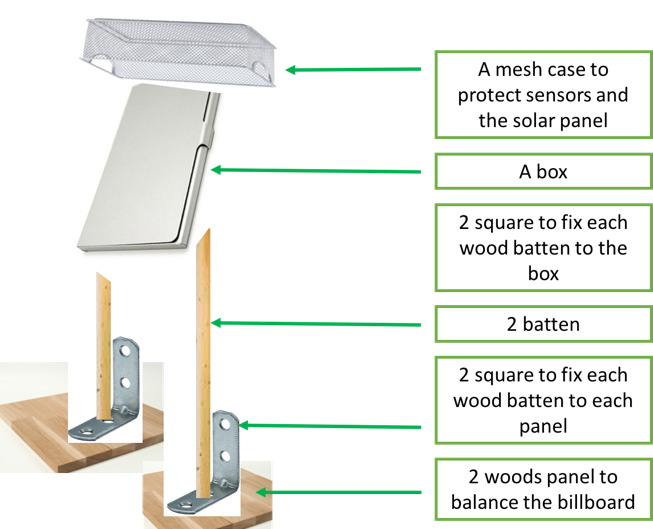 A mesh case to
protect sensors and
the solar panel
A box
2 square to fix each
wood batten to the
box
2 batten
2 square to fix each
wood batten to each
panel
2 woods panel to
balance the billboard